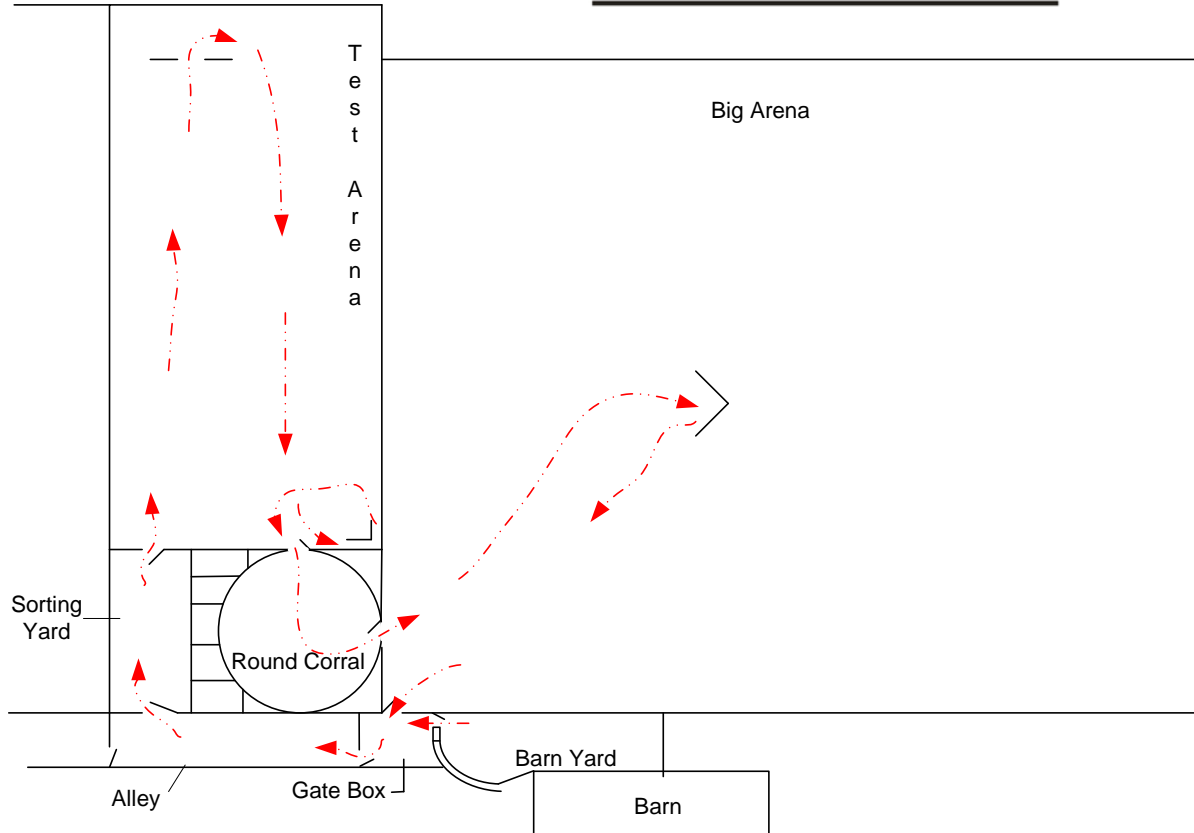 Test Arena
Big Arena
Sorting
Yard
Round Corral
Barn Yard
Gate Box
Alley
Barn